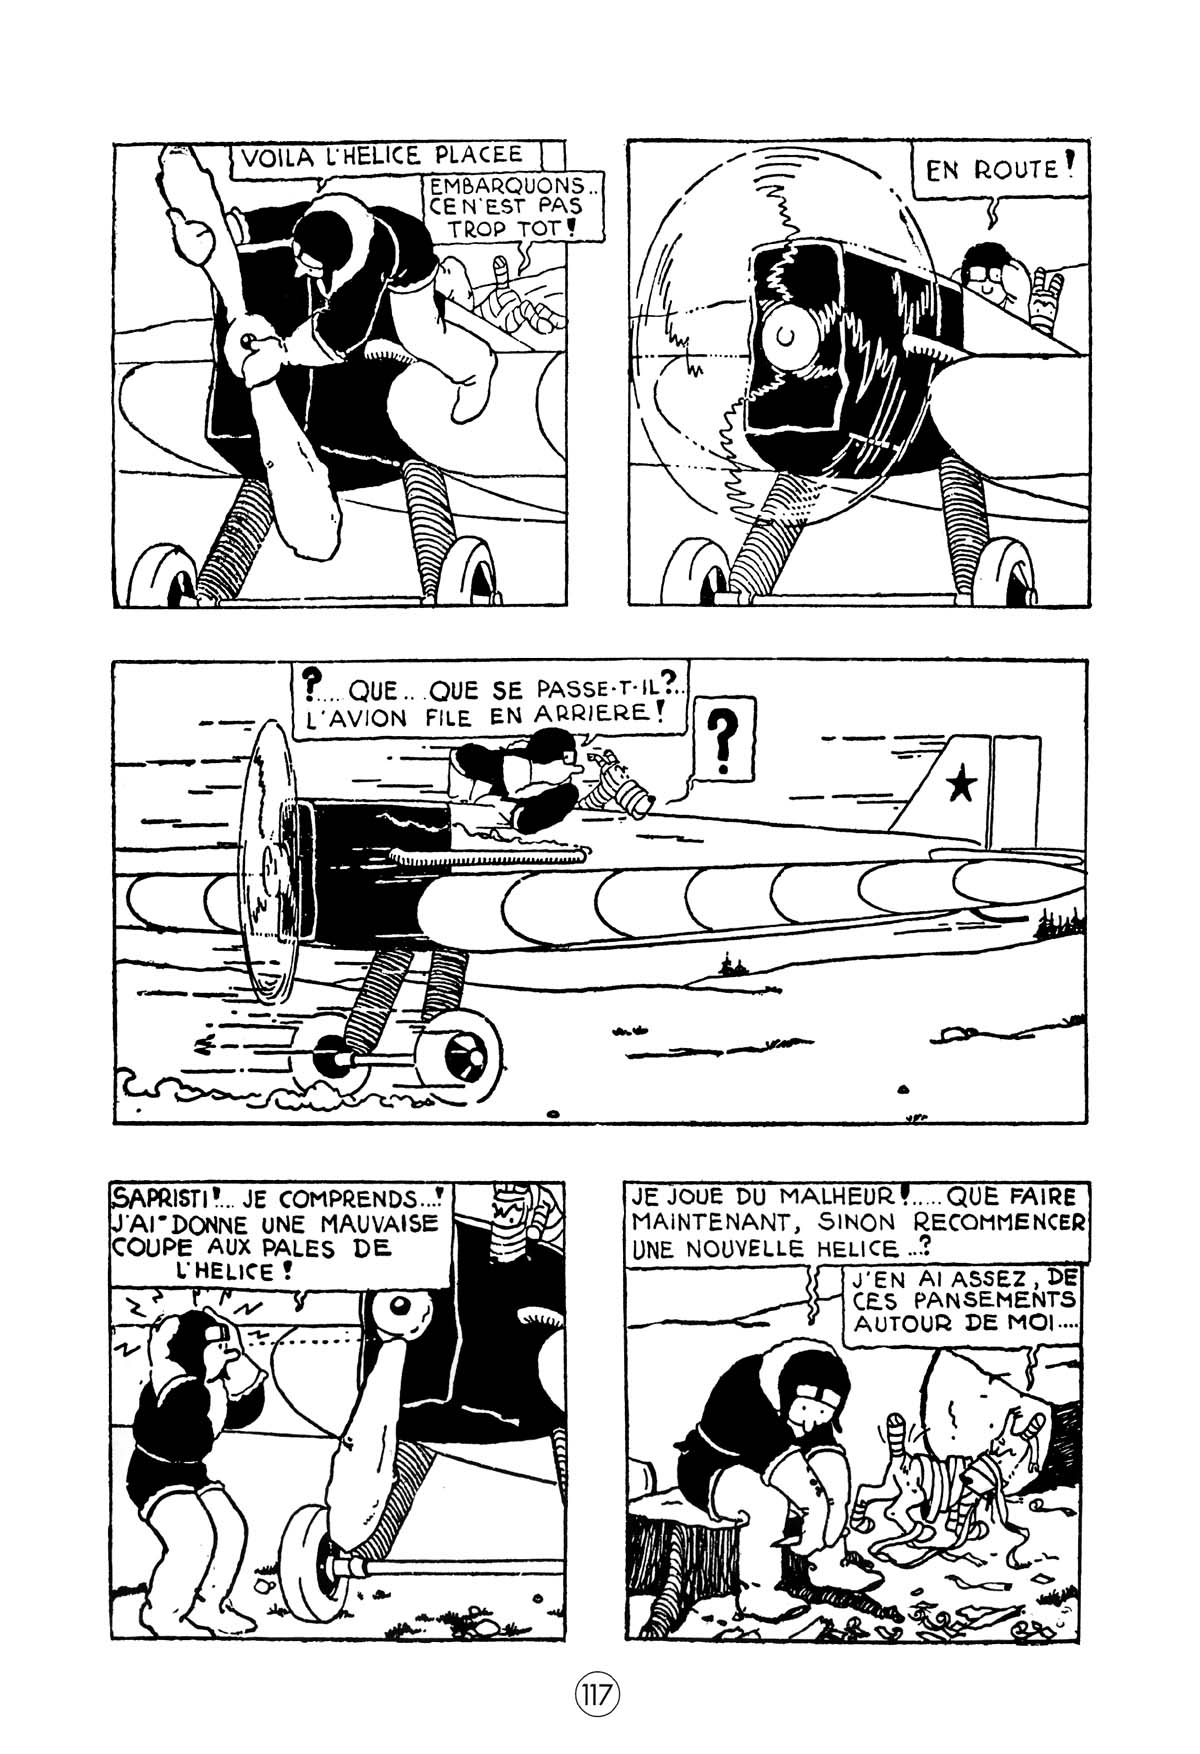 VOILA L'HELICE PLACEE
EMBARQUONS..
CE N'EST PAS
TROP TOT!
EN ROUTE!
?.... QUE... QUE SE PASSE-T-IL?..
L'AVION FILE EN ARRIERE!
?
SAPRISTI!... JE COMPRENDS...!
J'AI DONNE UNE MAUVAISE
COUPE AUX PALES DE
L'HELICE!
JE JOUE DU MALHEUR!..... QUE FAIRE
MAINTENANT, SINON RECOMMENCER
UNE NOUVELLE HELICE...?
J'EN AI ASSEZ, DE
CES PANSEMENTS
AUTOUR DE MOI....
117